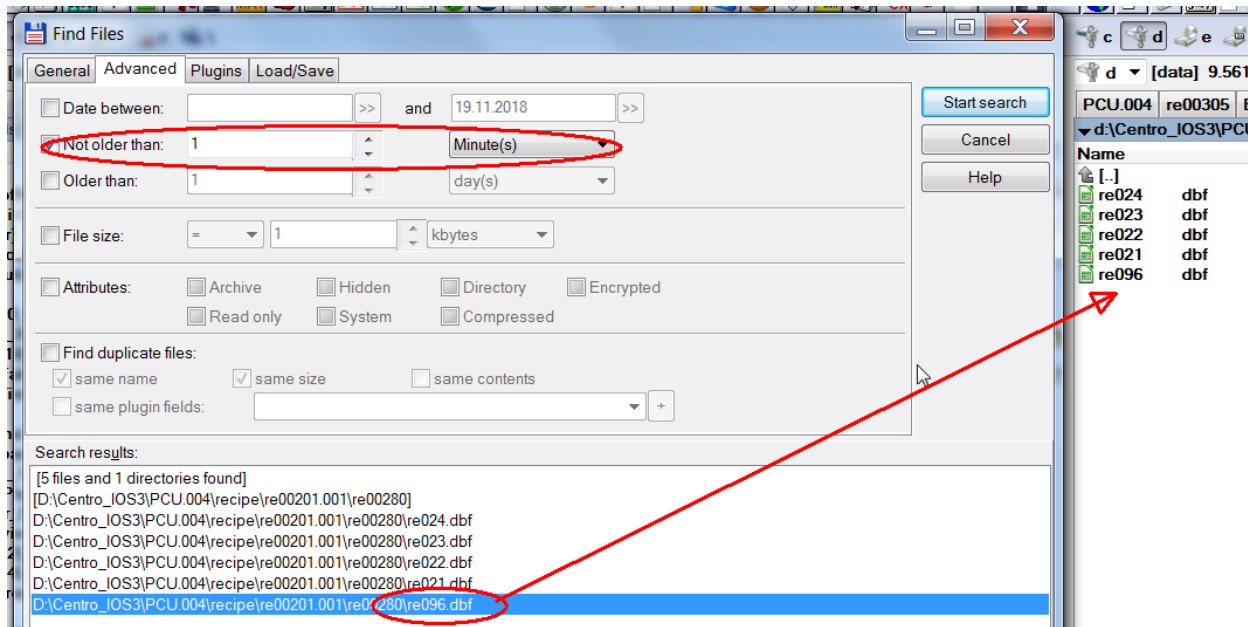 Find Files
General Advanced Plugins Load/Save
Date between: >> and 19.11.2018 >>
Not older than: 1 Minute(s)
Older than: 1 day(s)
File size: = 1 kbytes
Attributes: Archive Hidden Directory Encrypted
Read only System Compressed
Find duplicate files:
same name same size same contents
same plugin fields: +
Start search
Cancel
Help
Search results:
[5 files and 1 directories found]
[D:\Centro_IOS3\PCU.004\recipe\re00201.001\re00280]
D:\Centro_IOS3\PCU.004\recipe\re00201.001\re00280\re024.dbf
D:\Centro_IOS3\PCU.004\recipe\re00201.001\re00280\re023.dbf
D:\Centro_IOS3\PCU.004\recipe\re00201.001\re00280\re022.dbf
D:\Centro_IOS3\PCU.004\recipe\re00201.001\re00280\re021.dbf
D:\Centro_IOS3\PCU.004\recipe\re00201.001\re00280\re096.dbf
c d e
d [data] 9.561
PCU.004 re00305
d:\Centro_IOS3\PCU
Name
[..]
re024 dbf
re023 dbf
re022 dbf
re021 dbf
re096 dbf